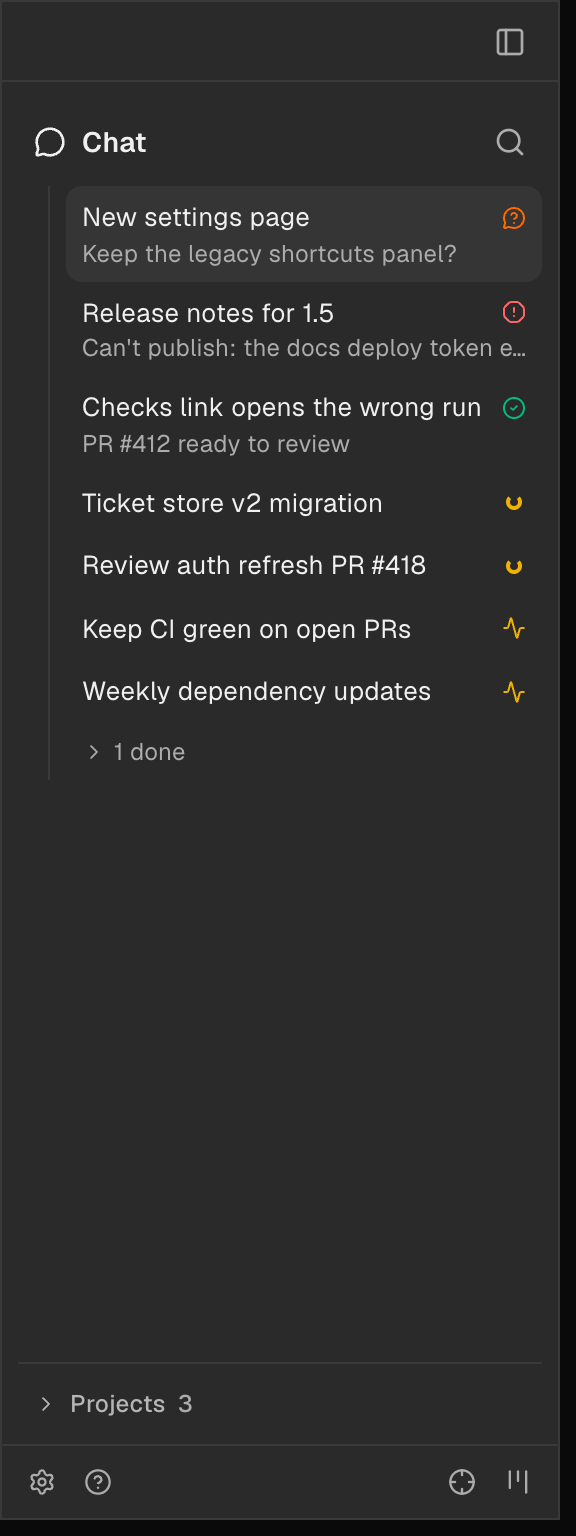 Chat
New settings page
Keep the legacy shortcuts panel?
Release notes for 1.5
Can't publish: the docs deploy token e…
Checks link opens the wrong run
PR #412 ready to review
Ticket store v2 migration
Review auth refresh PR #418
Keep CI green on open PRs
Weekly dependency updates
1 done
Projects 3